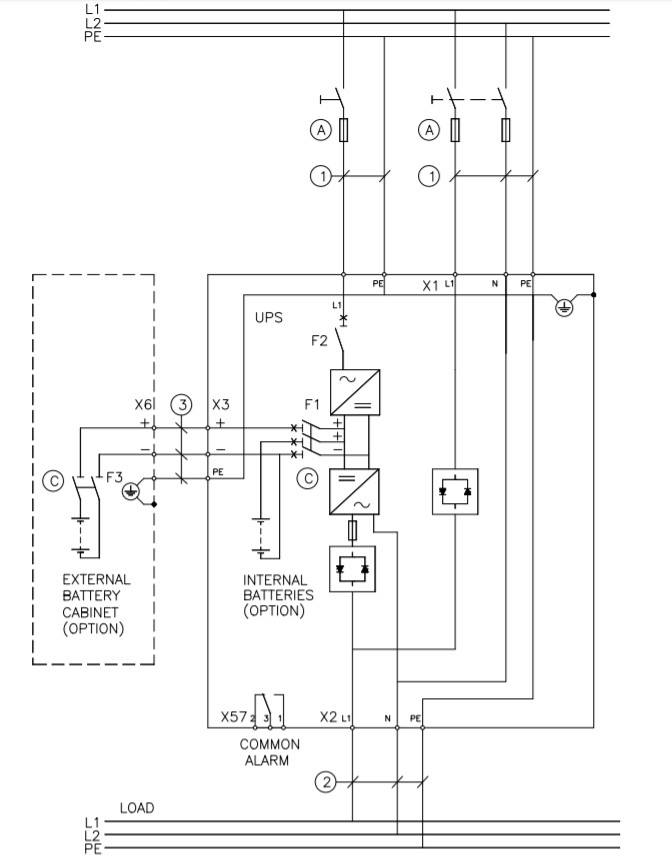 L1
L2
PE
A
A
1
1
PE
X1
L1
N
PE
L1
UPS
F2
X6
3
X3
F1
+
+
+
+
−
−
−
PE
C
F3
C
EXTERNAL
BATTERY
CABINET
(OPTION)
INTERNAL
BATTERIES
(OPTION)
X57
2
3
1
X2
L1
N
PE
COMMON
ALARM
2
LOAD
L1
L2
PE